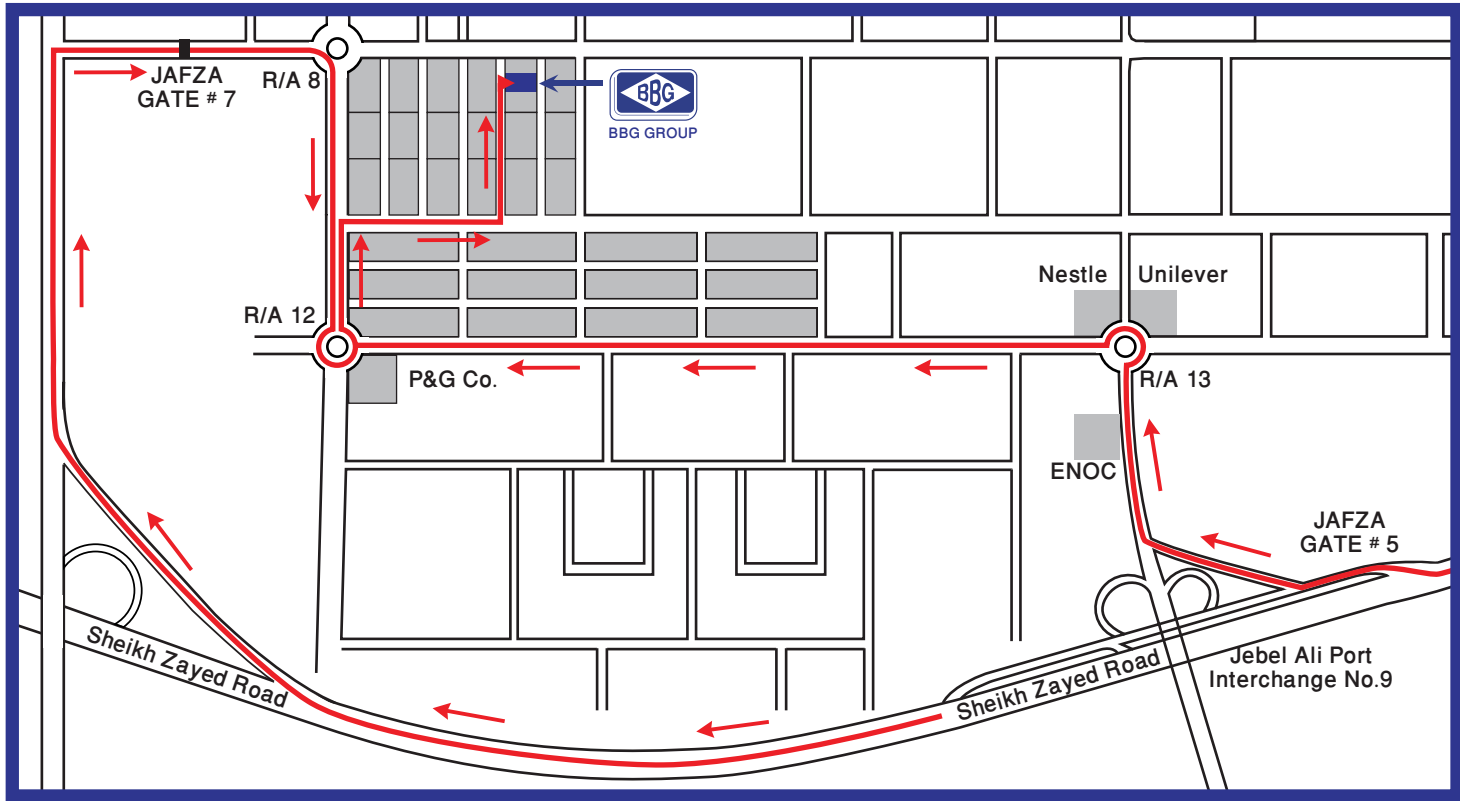 JAFZA
GATE # 7
R/A 8
BBG
BBG GROUP
R/A 12
Nestle
Unilever
P&G Co.
R/A 13
ENOC
JAFZA
GATE # 5
Sheikh Zayed Road
Sheikh Zayed Road
Jebel Ali Port
Interchange No.9